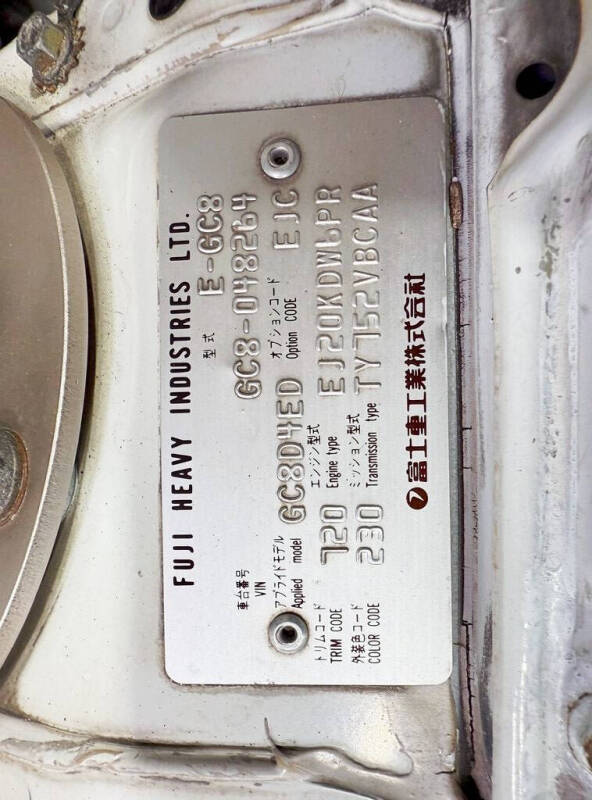 FUJI HEAVY INDUSTRIES LTD.
型式 E-GC8
車台番号 VIN GC8-048264
アプライドモデル Applied model GC8D4ED オプションコード Option CODE EJC
トリムコード TRIM CODE 720 エンジン型式 Engine type EJ20KDW6PR
外装色コード COLOR CODE 230 ミッション型式 Transmission type TY752VBCAA
富士重工業株式会社